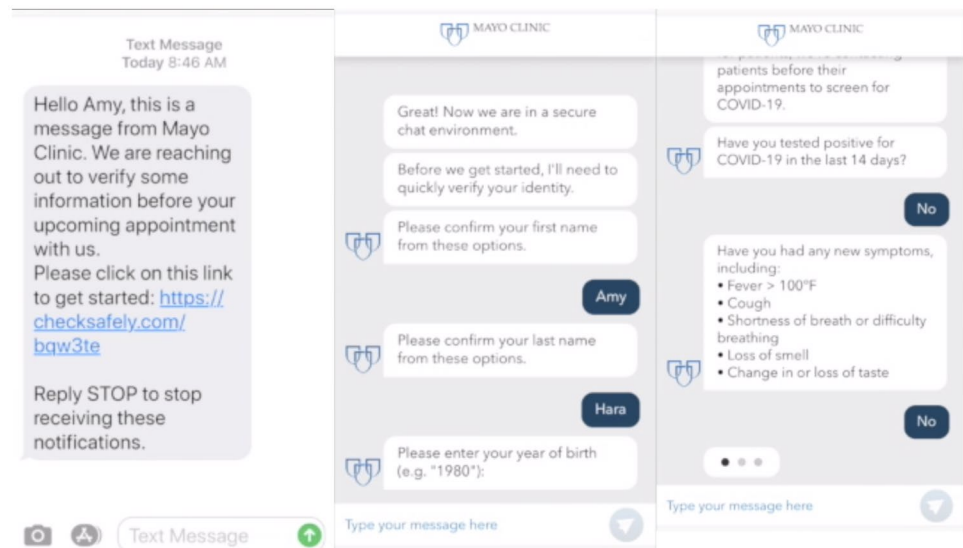 Text Message
Today 8:46 AM
Hello Amy, this is a
message from Mayo
Clinic. We are reaching
out to verify some
information before your
upcoming appointment
with us.
Please click on this link
to get started: https://
checksafely.com/
bqw3te
Reply STOP to stop
receiving these
notifications.
Text Message
MAYO CLINIC
Great! Now we are in a secure
chat environment.
Before we get started, I'll need to
quickly verify your identity.
Please confirm your first name
from these options.
Amy
Please confirm your last name
from these options.
Hara
Please enter your year of birth
(e.g. "1980"):
Type your message here
MAYO CLINIC
patients before their
appointments to screen for
COVID-19.
Have you tested positive for
COVID-19 in the last 14 days?
No
Have you had any new symptoms,
including:
• Fever > 100°F
• Cough
• Shortness of breath or difficulty
breathing
• Loss of smell
• Change in or loss of taste
No
Type your message here